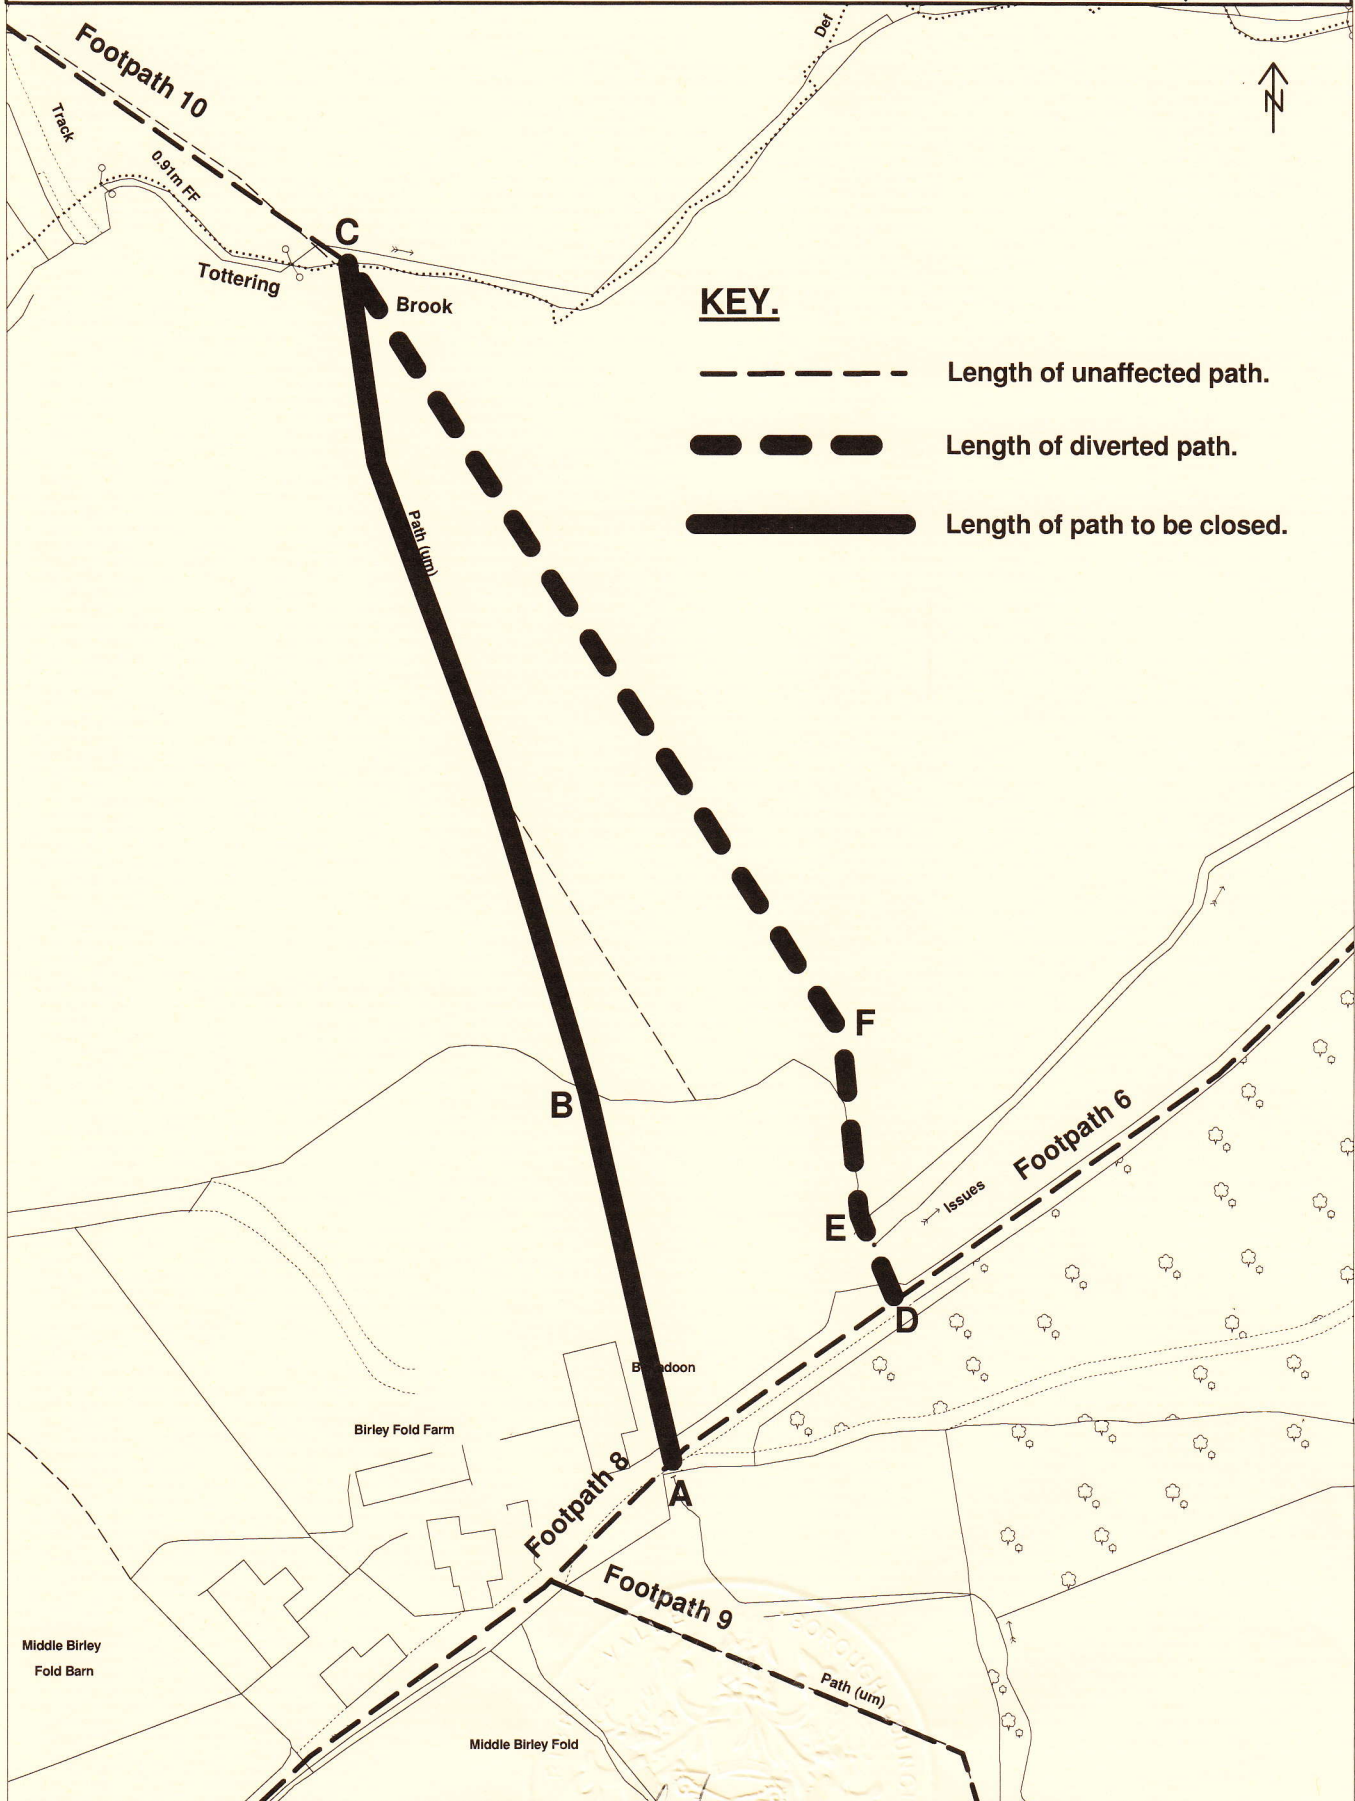 Def
Footpath 10
N
Track
0.91m FF
C
Tottering
Brook
KEY.
Length of unaffected path.
Length of diverted path.
Length of path to be closed.
Path (um)
F
B
Footpath 6
Issues
E
D
Birley Fold Farm
Footpath 8
A
Footpath 9
Middle Birley
Fold Barn
Path (um)
Middle Birley Fold